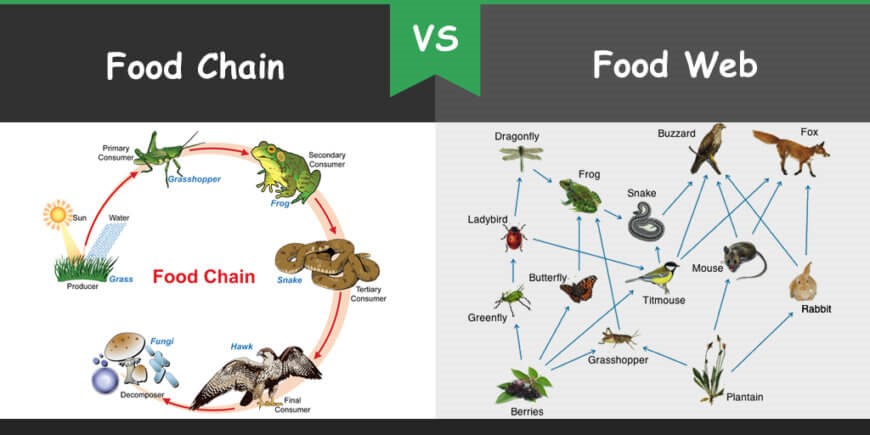 Food Chain
VS
Food Web
Primary
Consumer
Grasshopper
Secondary
Consumer
Frog
Sun
Water
Grass
Producer
Food Chain
Snake
Tertiary
Consumer
Fungi
Hawk
Decomposer
Final
Consumer
Dragonfly
Buzzard
Fox
Frog
Snake
Ladybird
Mouse
Butterfly
Titmouse
Greenfly
Rabbit
Grasshopper
Plantain
Berries